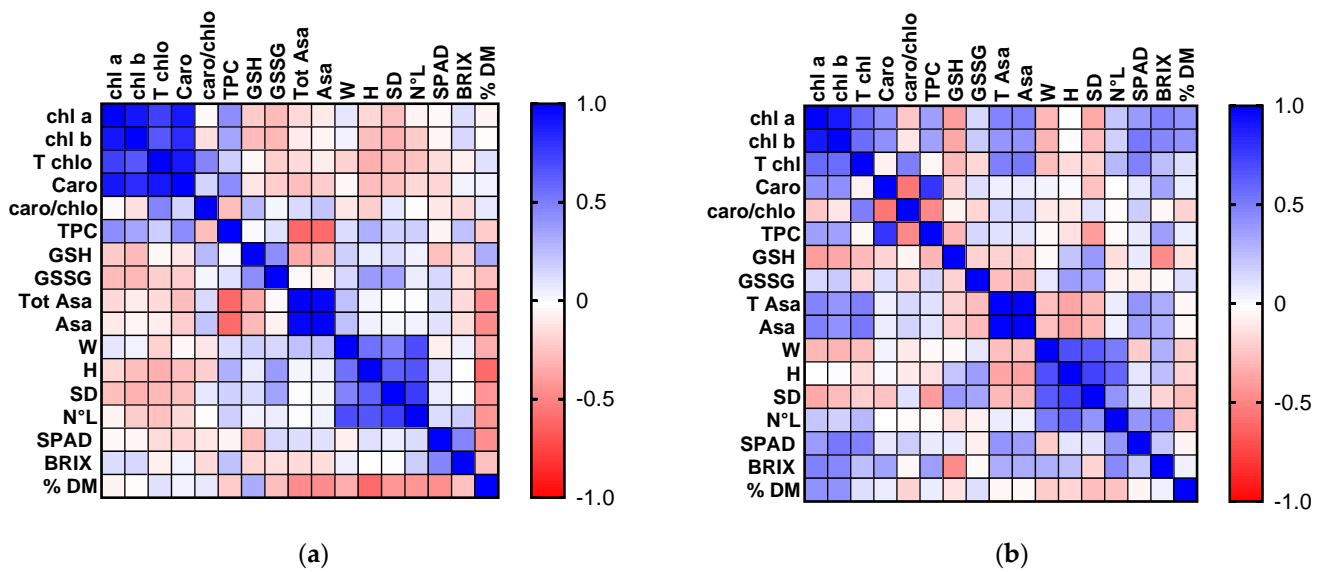 chl a chl b T chlo Caro caro/chlo TPC GSH GSSG Tot Asa Asa W H SD N°L SPAD BRIX % DM
chl a
chl b
T chlo
Caro
caro/chlo
TPC
GSH
GSSG
Tot Asa
Asa
W
H
SD
N°L
SPAD
BRIX
% DM
1.0
0.5
0
-0.5
-1.0
(a)
chl a chl b T chl Caro caro/chlo TPC GSH GSSG T Asa Asa W H SD N°L SPAD BRIX % DM
chl a
chl b
T chl
Caro
caro/chlo
TPC
GSH
GSSG
T Asa
Asa
W
H
SD
N°L
SPAD
BRIX
% DM
1.0
0.5
0
-0.5
-1.0
(b)